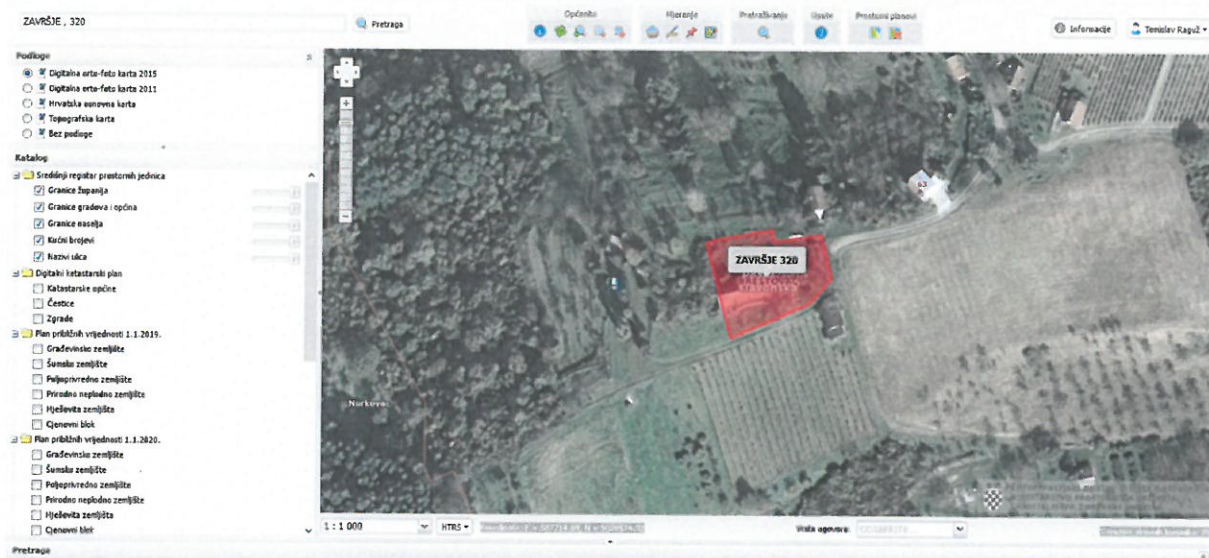 ZAVRŠJE , 320
Pretraga
Općenito
Mjerenje
Pretraživanje
Upute
Prostorni planovi
Informacije
Tomislav Raguž
Podloge
Digitalna orto-foto karta 2015
Digitalna orto-foto karta 2011
Hrvatska osnovna karta
Topografska karta
Bez podloge
Katalog
Središnji registar prostornih jedinica
Granice županija
Granice gradova i općina
Granice naselja
Kućni brojevi
Nazivi ulica
Digitalni katastarski plan
Katastarske općine
Čestice
Zgrade
Plan približnih vrijednosti 1.1.2019.
Građevinsko zemljište
Šumsko zemljište
Poljoprivredno zemljište
Prirodno neplodno zemljište
Mješovita zemljišta
Cjenovni blok
Plan približnih vrijednosti 1.1.2020.
Građevinsko zemljište
Šumsko zemljište
Poljoprivredno zemljište
Prirodno neplodno zemljište
Mješovita zemljišta
Cjenovni blok
63
ZAVRŠJE 320
BRESTOVAC
1 : 1 000
HTRS
Vrsta ugovora:
Pretraga